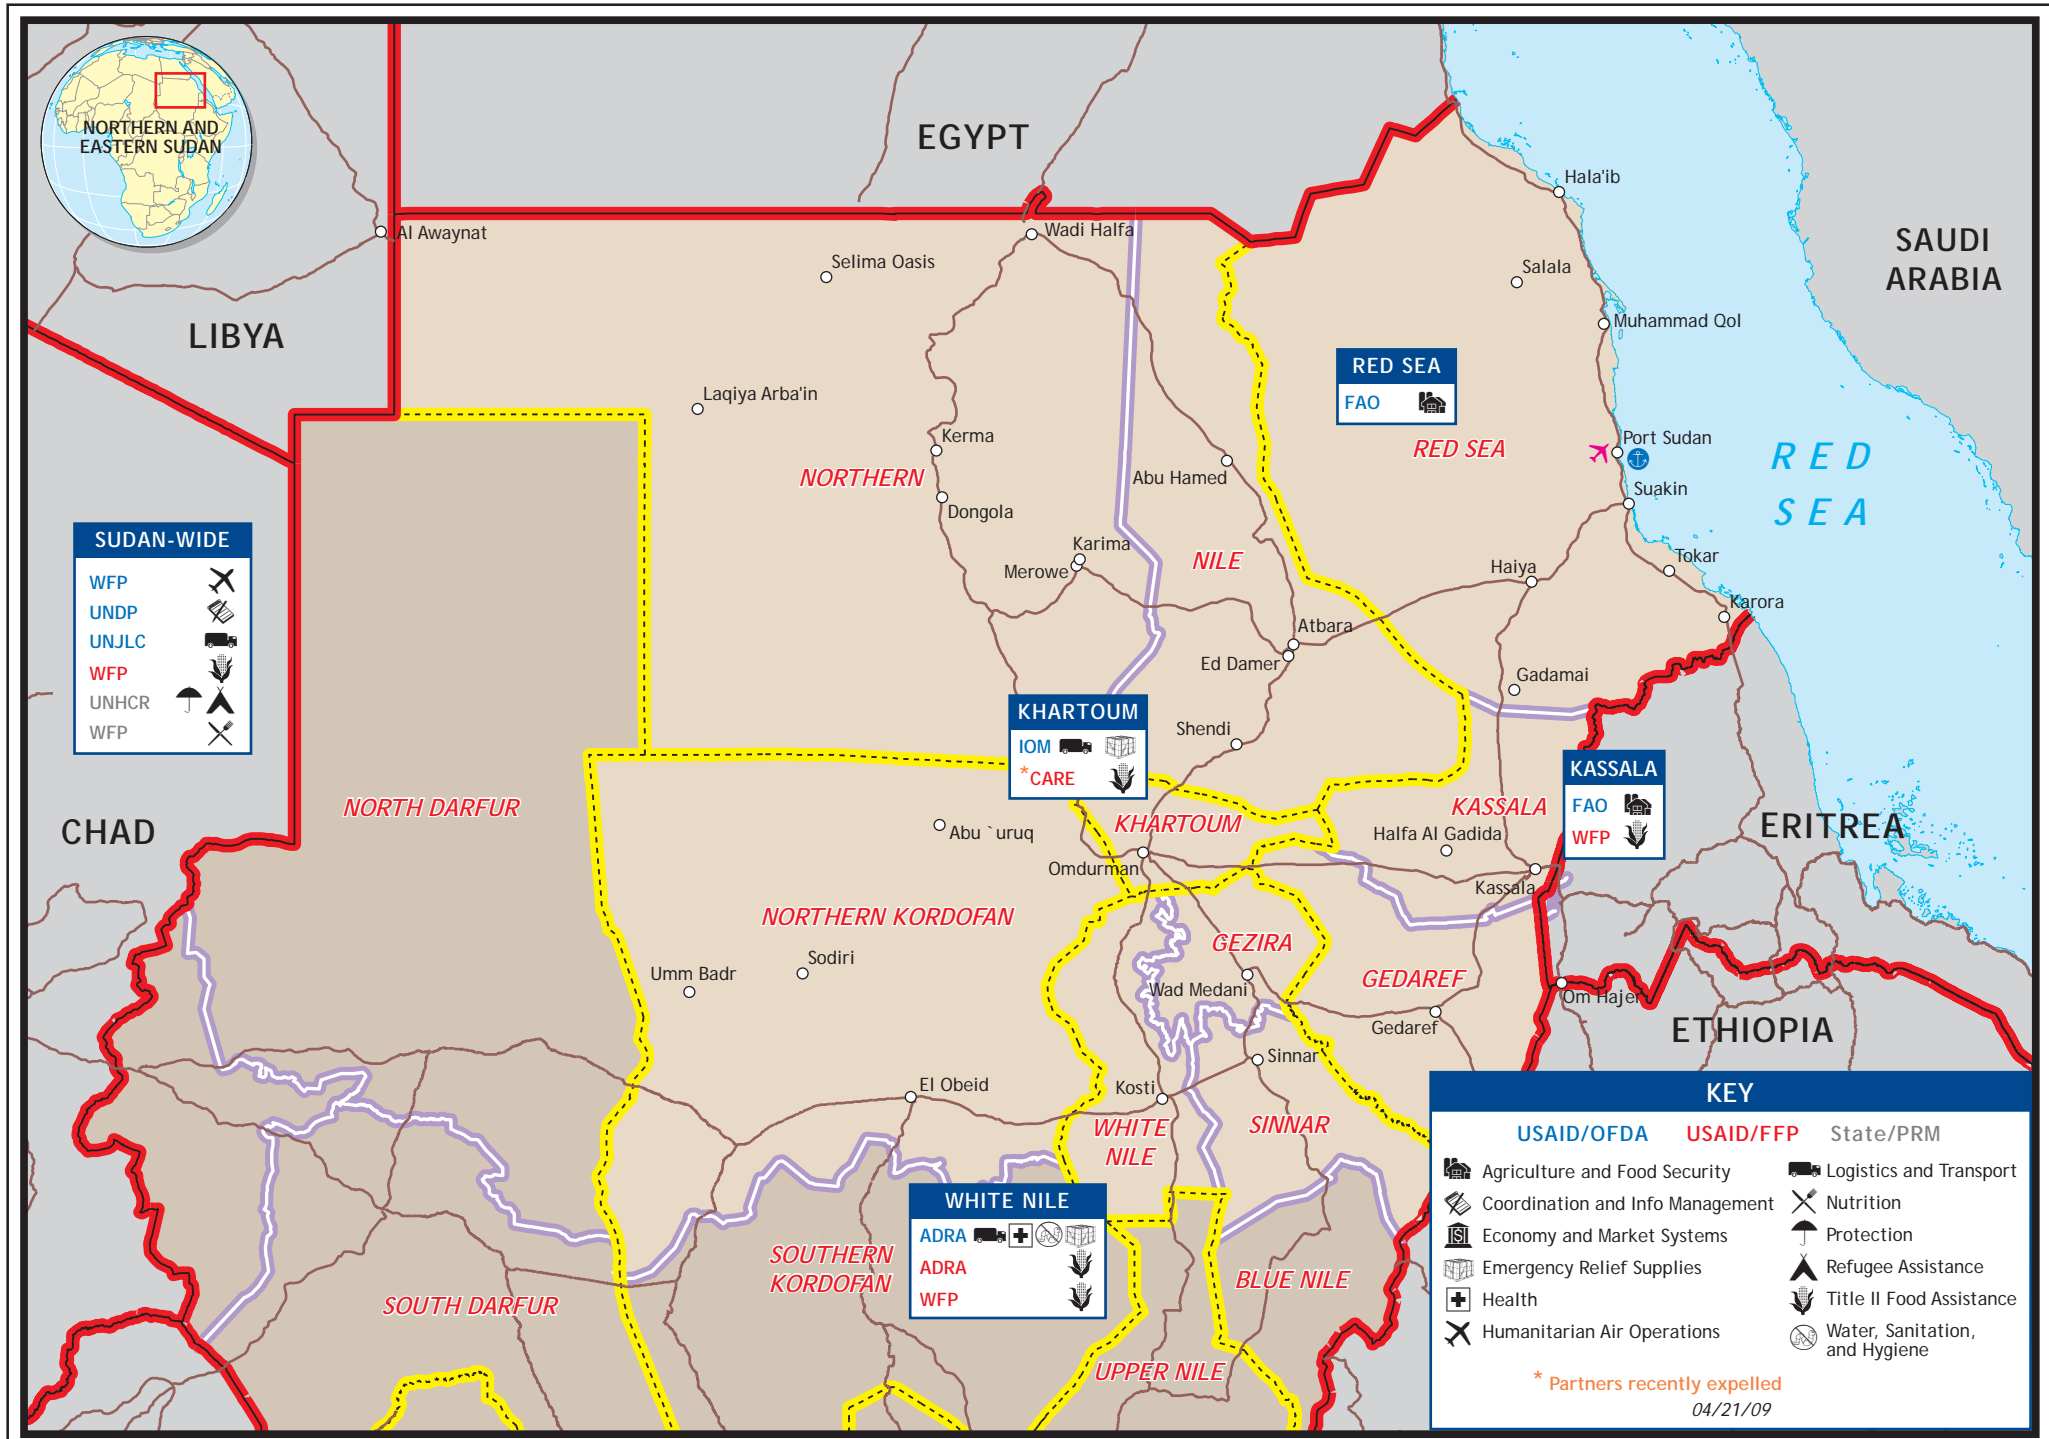 NORTHERN AND
EASTERN SUDAN
EGYPT
LIBYA
SAUDI
ARABIA
Al Awaynat
Wadi Halfa
Hala'ib
Selima Oasis
Salala
Muhammad Qol
RED SEA
FAO
Laqiya Arba'in
Kerma
NORTHERN
Abu Hamed
RED SEA
Port Sudan
RED
SEA
Suakin
Dongola
SUDAN-WIDE
WFP
UNDP
UNJLC
WFP
UNHCR
WFP
Karima
Merowe
NILE
Haiya
Tokar
Karora
Atbara
Ed Damer
Gadamai
KHARTOUM
IOM
*CARE
Shendi
KASSALA
FAO
WFP
NORTH DARFUR
CHAD
Abu `uruq
KHARTOUM
KASSALA
Halfa Al Gadida
ERITREA
Omdurman
Kassala
NORTHERN KORDOFAN
GEZIRA
Umm Badr
Sodiri
Wad Medani
GEDAREF
Om Hajer
Gedaref
ETHIOPIA
Sinnar
El Obeid
Kosti
WHITE
NILE
SINNAR
WHITE NILE
ADRA
ADRA
WFP
SOUTHERN
KORDOFAN
BLUE NILE
SOUTH DARFUR
UPPER NILE
KEY
USAID/OFDA USAID/FFP State/PRM
Agriculture and Food Security
Coordination and Info Management
Economy and Market Systems
Emergency Relief Supplies
Health
Humanitarian Air Operations
Logistics and Transport
Nutrition
Protection
Refugee Assistance
Title II Food Assistance
Water, Sanitation,
and Hygiene
* Partners recently expelled
04/21/09